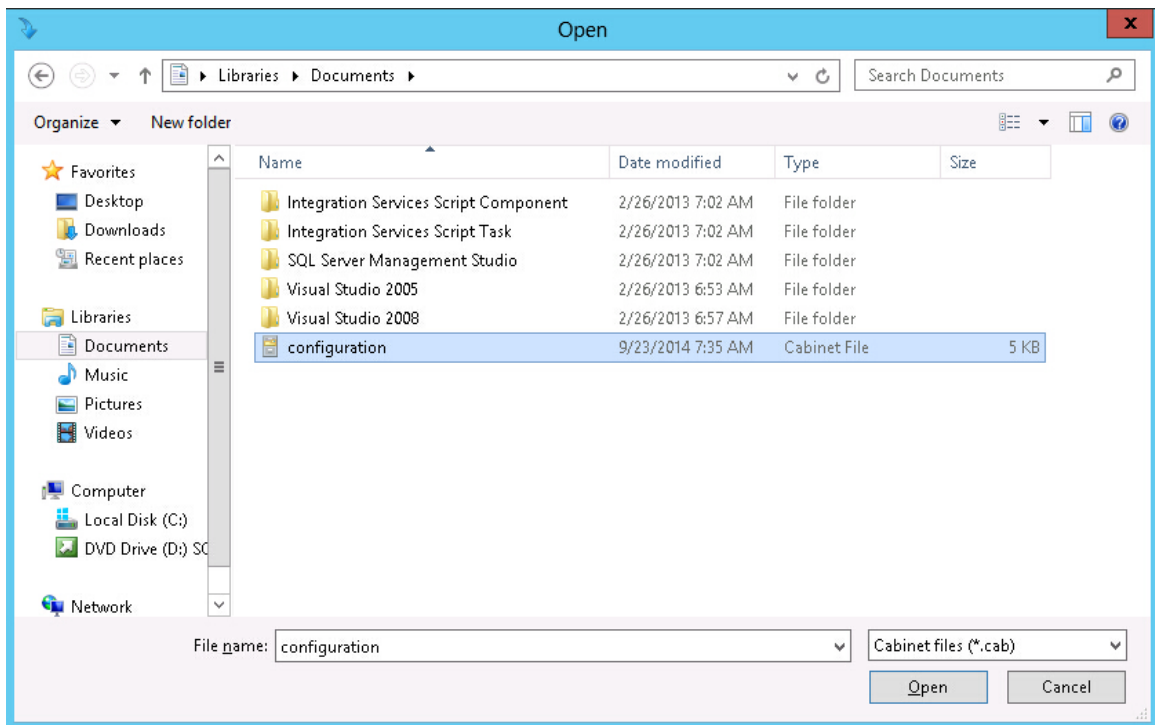 Open
x
Libraries Documents
Search Documents
Organize New folder
Name Date modified Type Size
Favorites
Desktop
Downloads
Recent places
Libraries
Documents
Music
Pictures
Videos
Computer
Local Disk (C:)
DVD Drive (D:) SQ
Network
Integration Services Script Component 2/26/2013 7:02 AM File folder
Integration Services Script Task 2/26/2013 7:02 AM File folder
SQL Server Management Studio 2/26/2013 7:02 AM File folder
Visual Studio 2005 2/26/2013 6:53 AM File folder
Visual Studio 2008 2/26/2013 6:57 AM File folder
configuration 9/23/2014 7:35 AM Cabinet File 5 KB
File name: configuration Cabinet files (*.cab)
Open Cancel